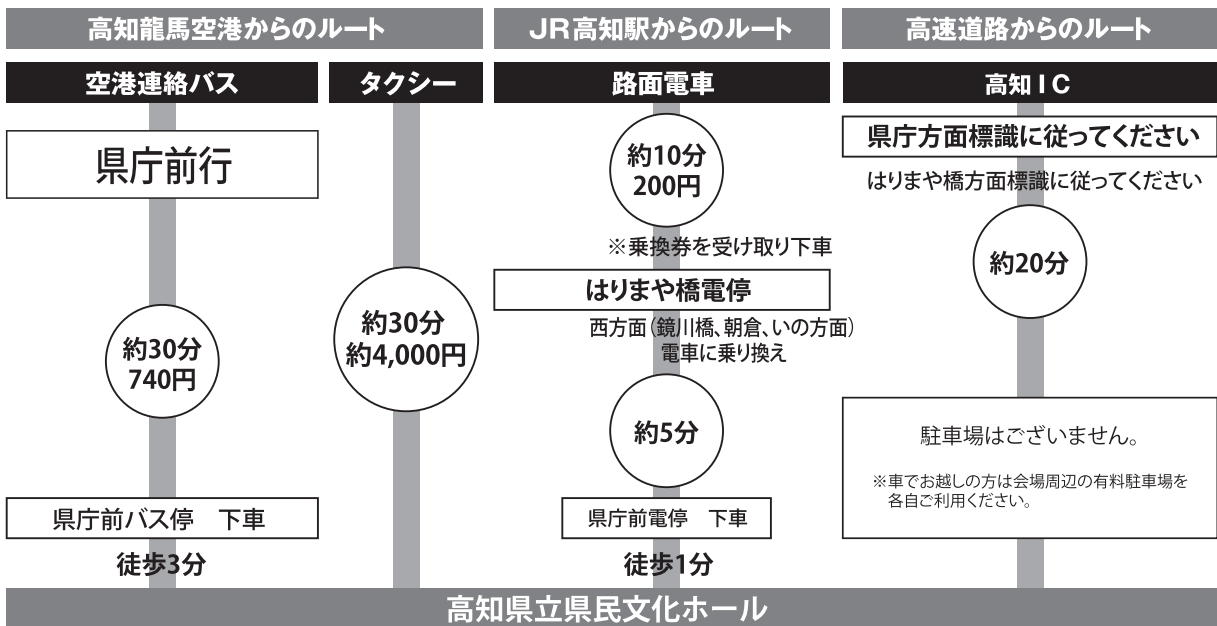 高知龍馬空港からのルート
空港連絡バス
県庁前行
約30分
740円
県庁前バス停　下車
徒歩3分
タクシー
約30分
約4,000円
JR高知駅からのルート
路面電車
約10分
200円
※乗換券を受け取り下車
はりまや橋電停
西方面（鏡川橋、朝倉、いの方面）
電車に乗り換え
約5分
県庁前電停　下車
徒歩1分
高速道路からのルート
高知IC
県庁方面標識に従ってください
はりまや橋方面標識に従ってください
約20分
駐車場はございません。
※車でお越しの方は会場周辺の有料駐車場を
各自ご利用ください。
高知県立県民文化ホール